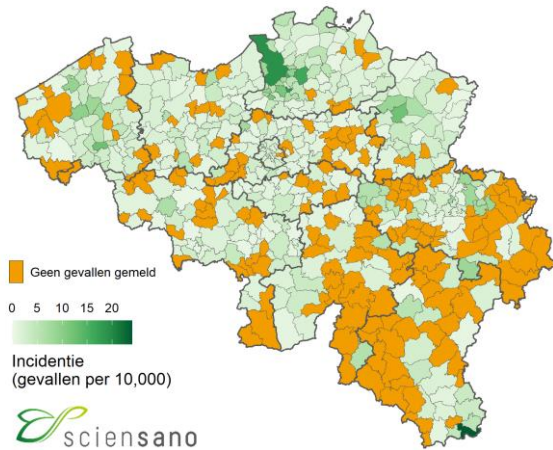 Geen gevallen gemeld
0 5 10 15 20
Incidentie
(gevallen per 10,000)
sciensano